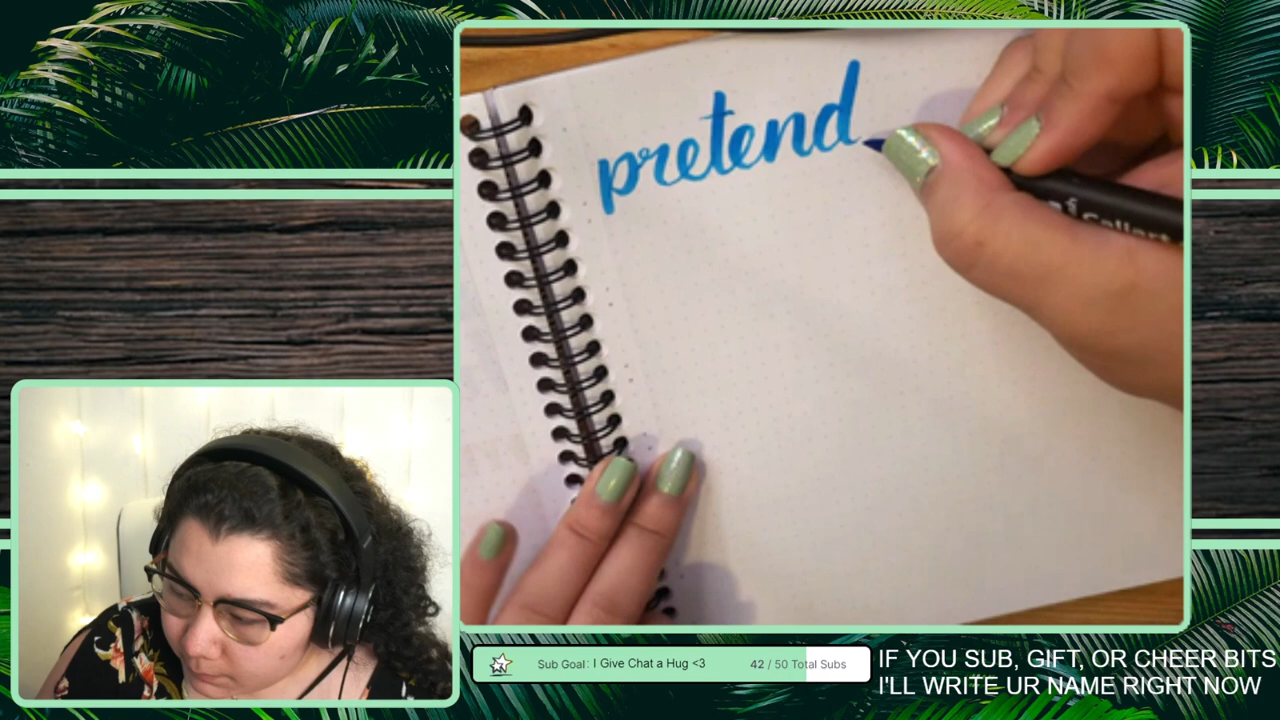 pretend
Sub Goal: I Give Chat a Hug <3 42 / 50 Total Subs
IF YOU SUB, GIFT, OR CHEER BITS
I'LL WRITE UR NAME RIGHT NOW